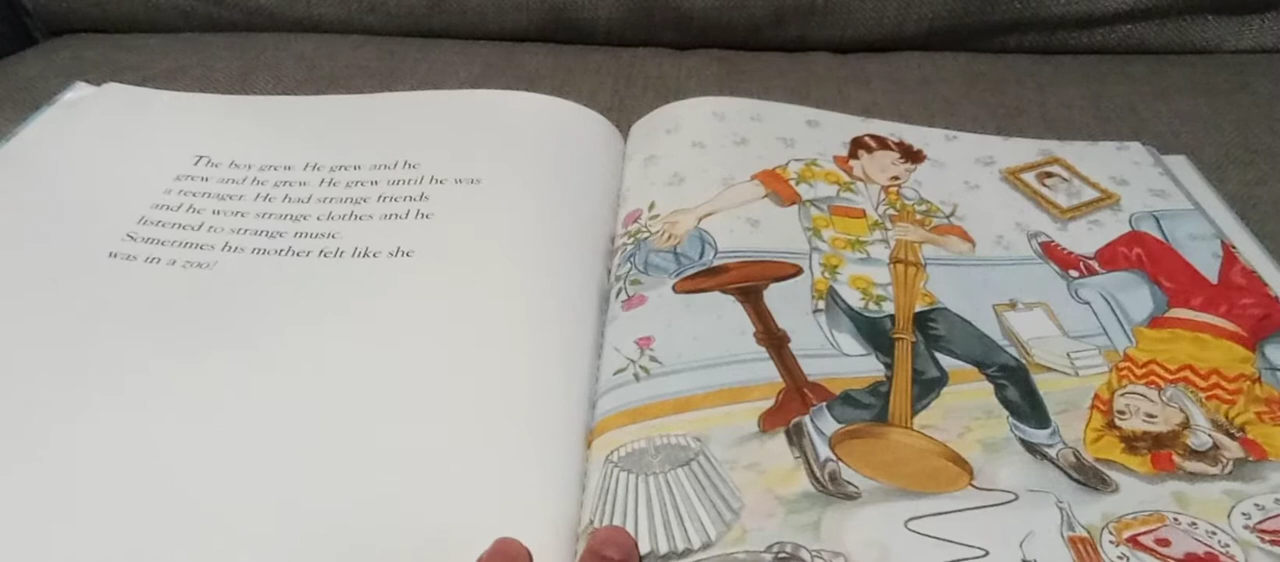 The boy grew. He grew and he
grew and he grew. He grew until he was
a teenager. He had strange friends
and he wore strange clothes and he
listened to strange music.
Sometimes his mother felt like she
was in a zoo!